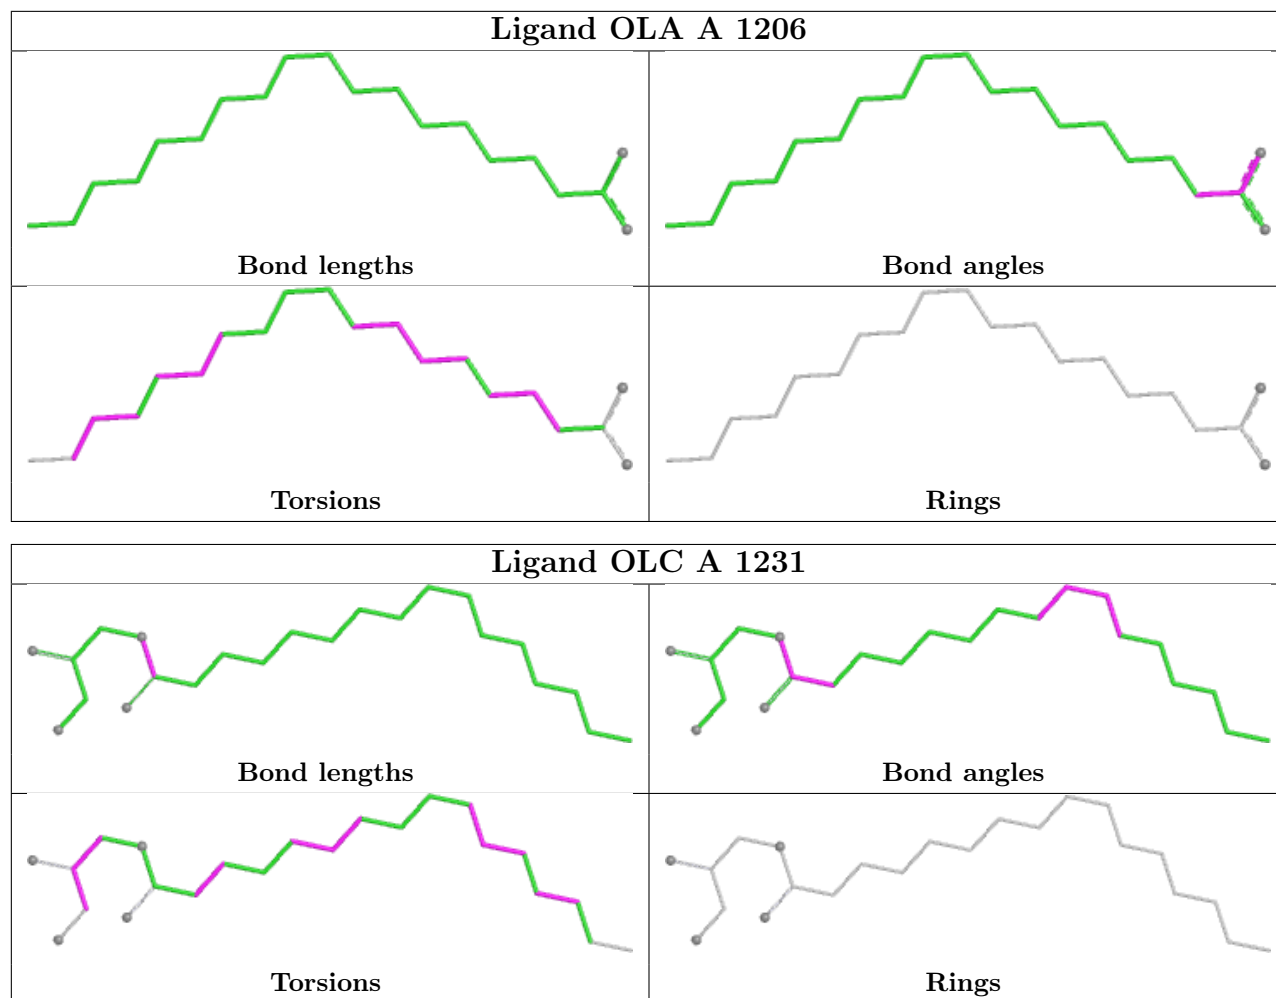 Ligand OLA A 1206
Bond lengths
Bond angles
Torsions
Rings
Ligand OLC A 1231
Bond lengths
Bond angles
Torsions
Rings